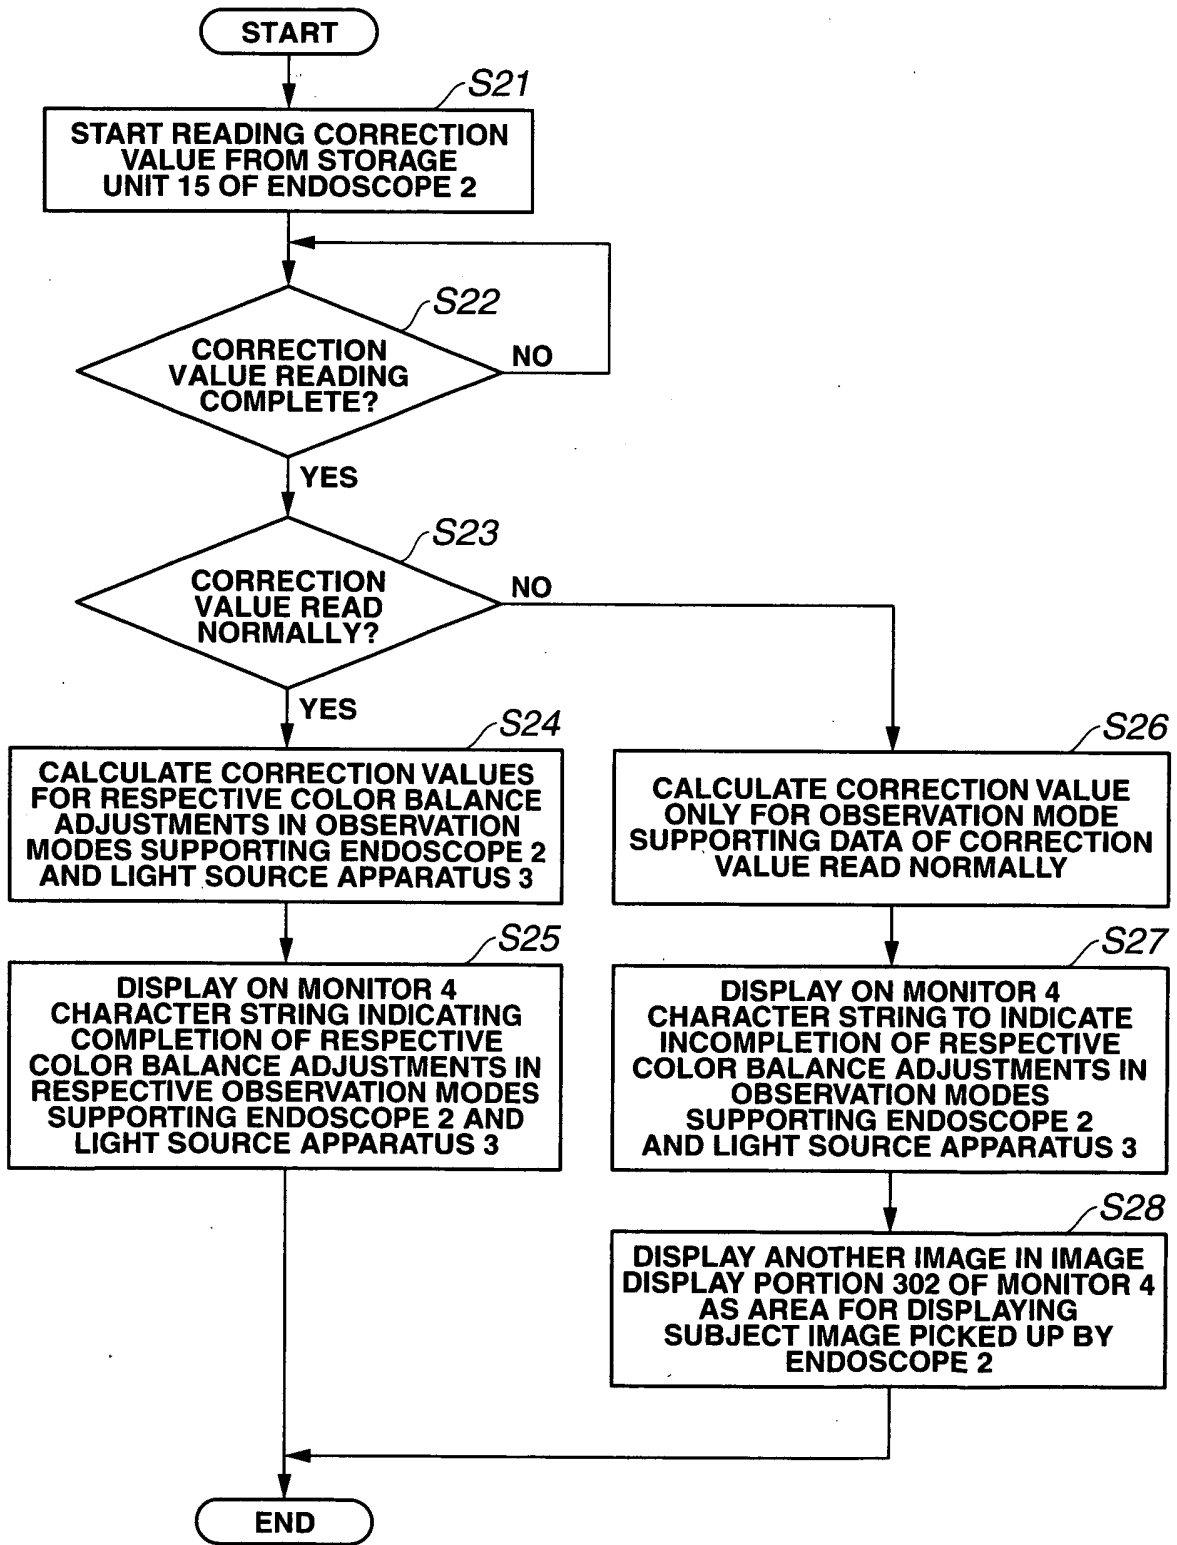 START
S21
START READING CORRECTION
VALUE FROM STORAGE
UNIT 15 OF ENDOSCOPE 2
S22
CORRECTION
VALUE READING
COMPLETE?
NO
YES
S23
CORRECTION
VALUE READ
NORMALLY?
NO
YES
S24
CALCULATE CORRECTION VALUES
FOR RESPECTIVE COLOR BALANCE
ADJUSTMENTS IN OBSERVATION
MODES SUPPORTING ENDOSCOPE 2
AND LIGHT SOURCE APPARATUS 3
S25
DISPLAY ON MONITOR 4
CHARACTER STRING INDICATING
COMPLETION OF RESPECTIVE
COLOR BALANCE ADJUSTMENTS IN
RESPECTIVE OBSERVATION MODES
SUPPORTING ENDOSCOPE 2 AND
LIGHT SOURCE APPARATUS 3
S26
CALCULATE CORRECTION VALUE
ONLY FOR OBSERVATION MODE
SUPPORTING DATA OF CORRECTION
VALUE READ NORMALLY
S27
DISPLAY ON MONITOR 4
CHARACTER STRING TO INDICATE
INCOMPLETION OF RESPECTIVE
COLOR BALANCE ADJUSTMENTS IN
OBSERVATION MODES
SUPPORTING ENDOSCOPE 2
AND LIGHT SOURCE APPARATUS 3
S28
DISPLAY ANOTHER IMAGE IN IMAGE
DISPLAY PORTION 302 OF MONITOR 4
AS AREA FOR DISPLAYING
SUBJECT IMAGE PICKED UP BY
ENDOSCOPE 2
END